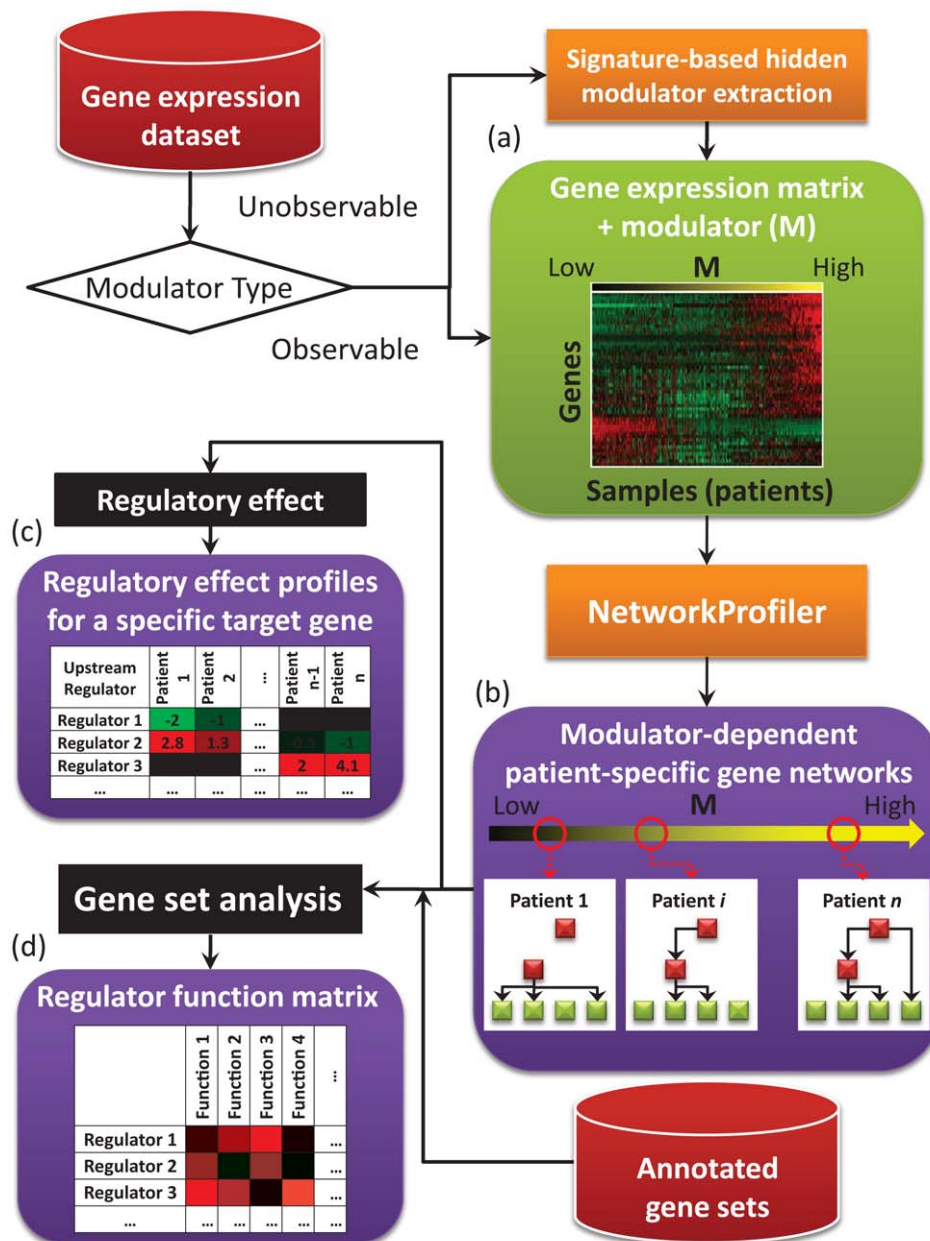 Gene expression
dataset
Signature-based hidden
modulator extraction
(a)
Unobservable
Modulator Type
Observable
Gene expression matrix
+ modulator (M)
Low M High
Genes
Samples (patients)
Regulatory effect
(c)
Regulatory effect profiles
for a specific target gene
Upstream
Regulator
Patient
1
Patient
2
...
Patient
n-1
Patient
n
Regulator 1 -2 -1 ...
Regulator 2 2.8 1.3 ... -0.5 -1
Regulator 3 ... 2 4.1
... ... ... ... ... ...
NetworkProfiler
(b)
Modulator-dependent
patient-specific gene networks
Low M High
Patient 1 Patient i Patient n
Gene set analysis
(d)
Regulator function matrix
Function 1
Function 2
Function 3
Function 4
...
Regulator 1 ...
Regulator 2 ...
Regulator 3 ...
... ... ... ... ... ...
Annotated
gene sets